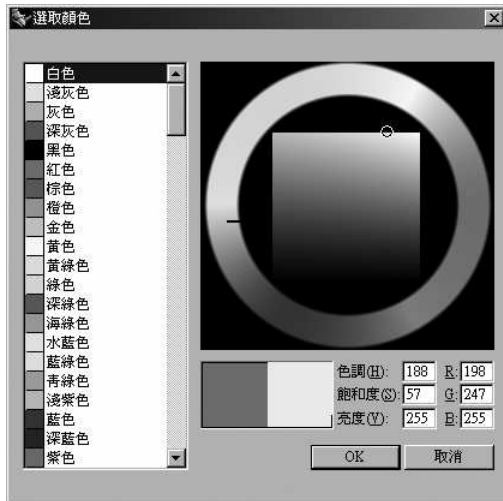 選取顏色
白色
淺灰色
灰色
深灰色
黑色
紅色
棕色
橙色
金色
黃色
黃綠色
綠色
深綠色
海綠色
水藍色
藍綠色
青綠色
淺紫色
藍色
深藍色
紫色
色調(H): 188 R: 198
飽和度(S): 57 G: 247
亮度(V): 255 B: 255
OK 取消